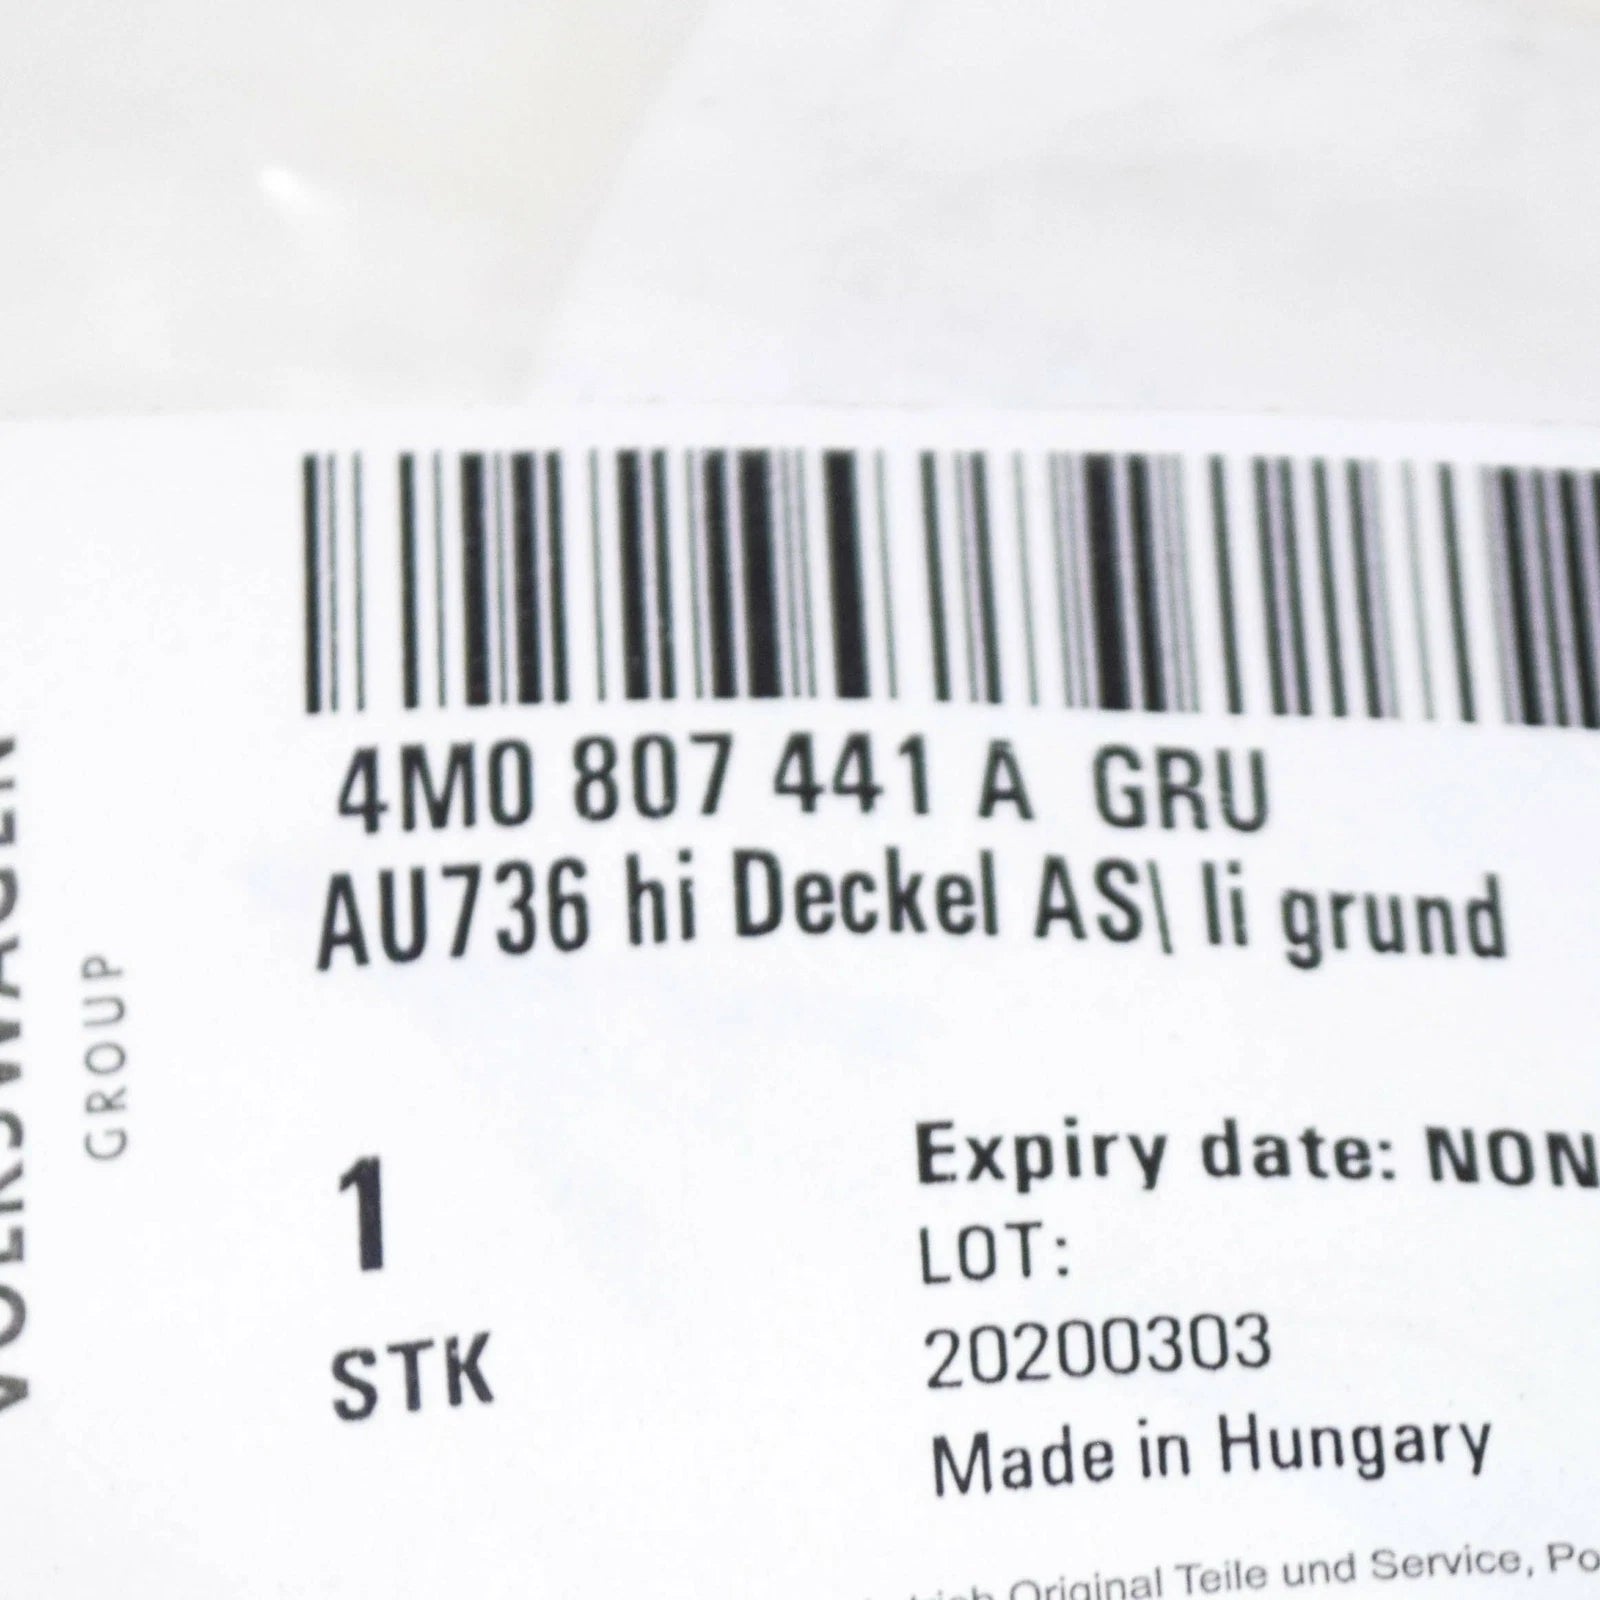 4M0 807 441 A GRU
AU736 hi Deckel AS\ li grund
VOLKSWAGEN
GROUP
1
STK
Expiry date: NON
LOT:
20200303
Made in Hungary
Original Teile und Service, Po